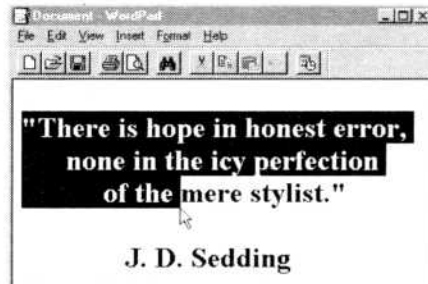 Document - WordPad
File Edit View Insert Format Help
"There is hope in honest error,
none in the icy perfection
of the mere stylist."
J. D. Sedding